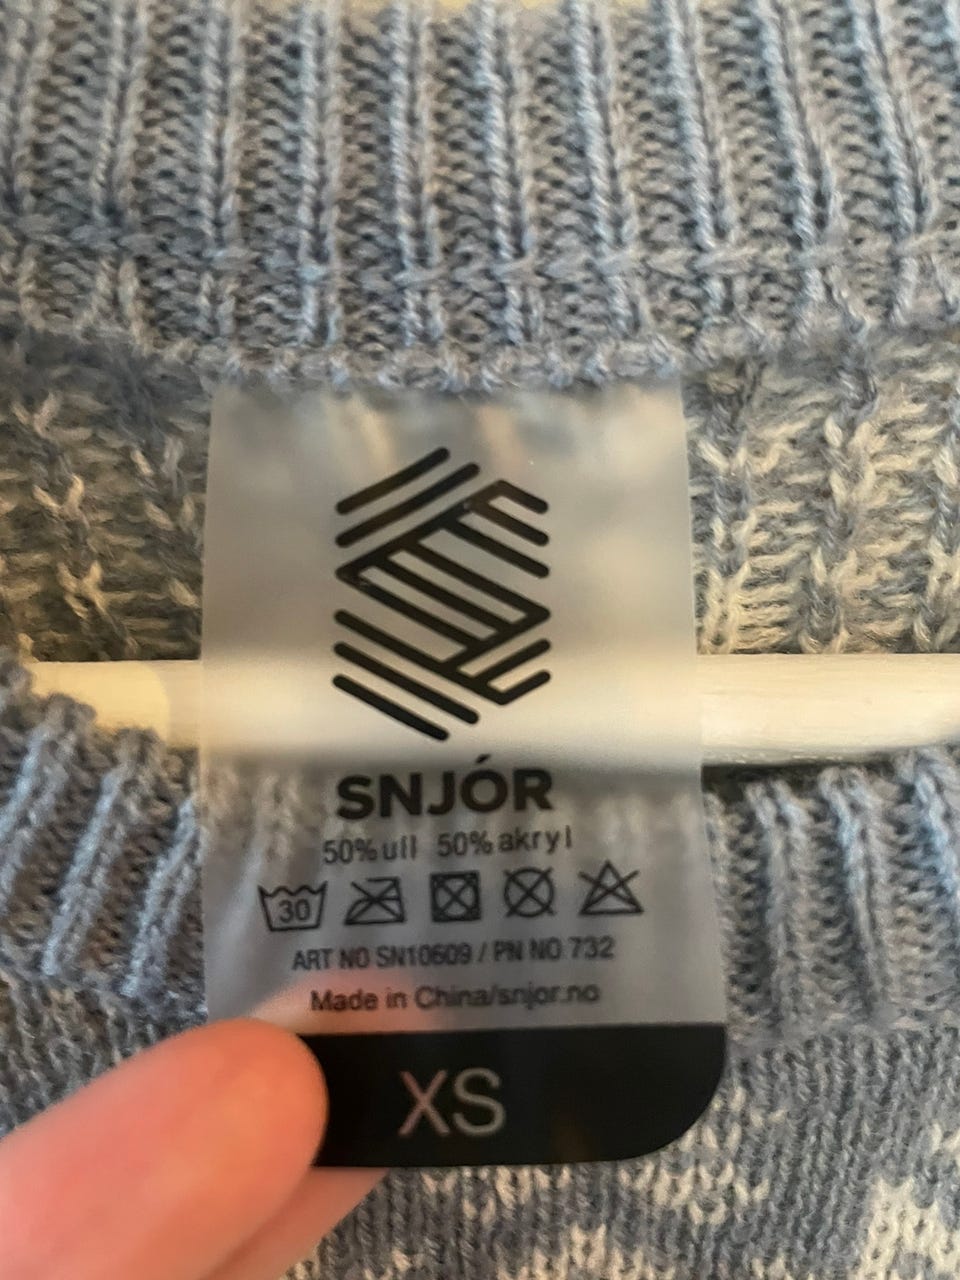 SNJÓR
50% ull 50% akryl
30
ART NO SN10609 / PN NO 732
Made in China/snjor.no
XS